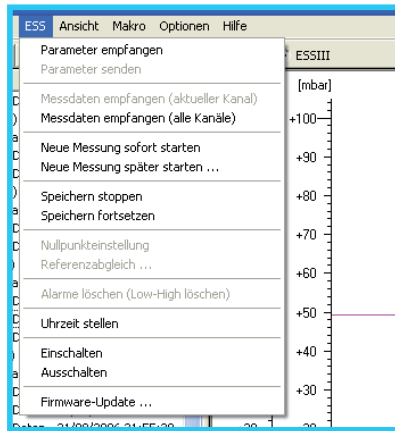 ESS Ansicht Makro Optionen Hilfe
Parameter empfangen
Parameter senden
Messdaten empfangen (aktueller Kanal)
Messdaten empfangen (alle Kanäle)
Neue Messung sofort starten
Neue Messung später starten ...
Speichern stoppen
Speichern fortsetzen
Nullpunkteinstellung
Referenzabgleich ...
Alarme löschen (Low-High löschen)
Uhrzeit stellen
Einschalten
Ausschalten
Firmware-Update ...
ESSIII
[mbar]
+100
+90
+80
+70
+60
+50
+40
+30